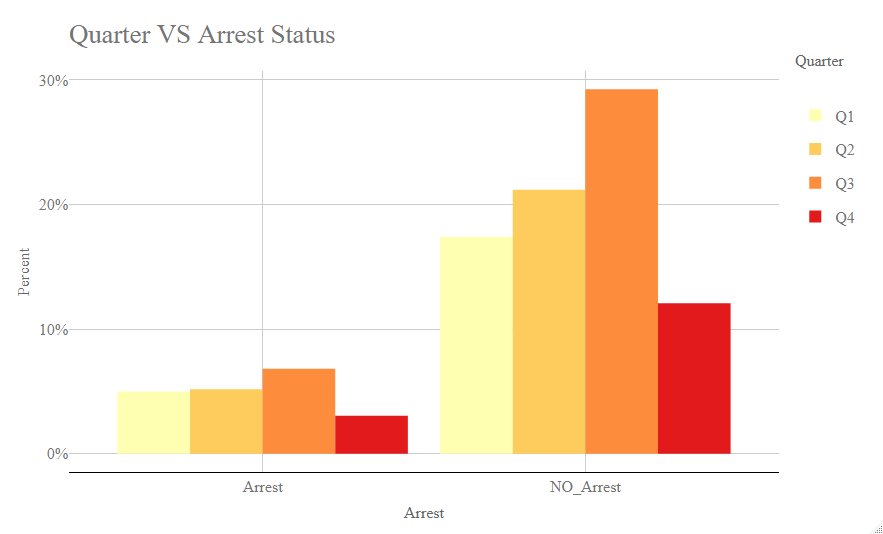 Quarter VS Arrest Status
Quarter
Q1
Q2
Q3
Q4
Percent
30%
20%
10%
0%
Arrest
NO_Arrest
Arrest